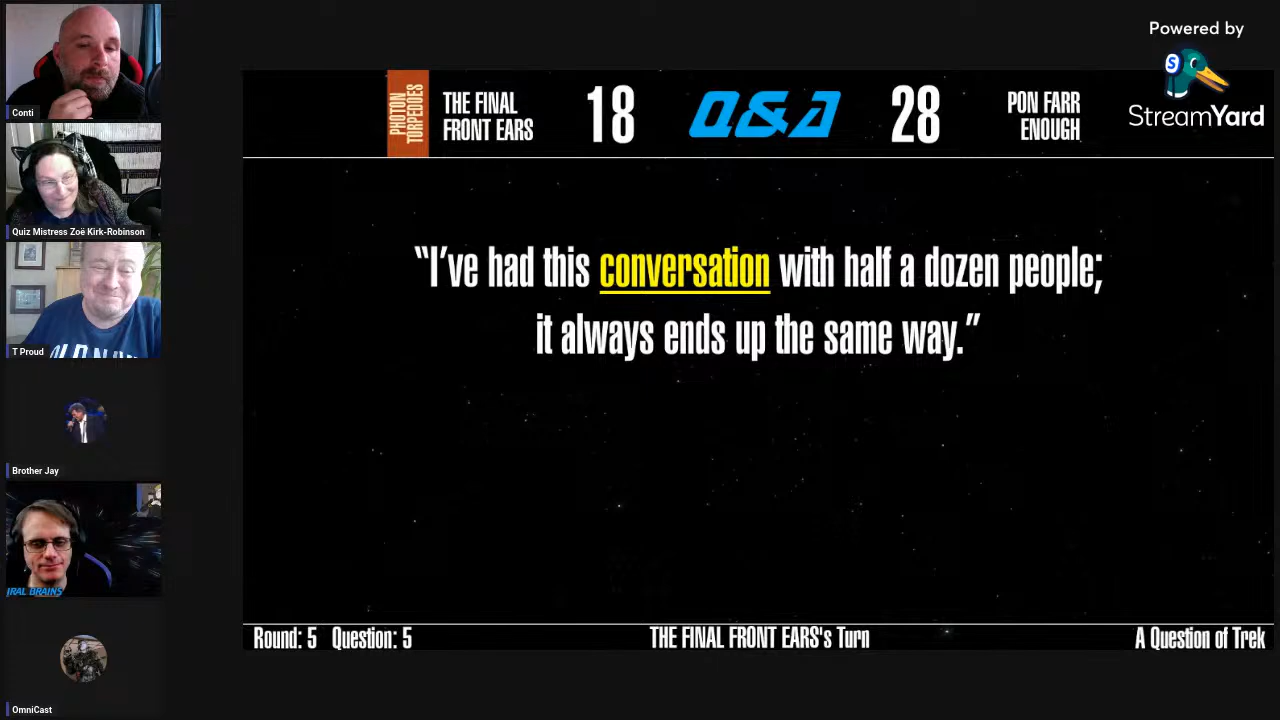 Conti
Quiz Mistress Zoë Kirk-Robinson
T Proud
Brother Jay
IRAL BRAINS
OmniCast
PHOTON
TORPEDOES
THE FINAL
FRONT EARS
18
Q&A
28
PON FARR
ENOUGH
Powered by
S
StreamYard
“I’ve had this conversation with half a dozen people;
it always ends up the same way.”
Round: 5 Question: 5
THE FINAL FRONT EARS's Turn
A Question of Trek